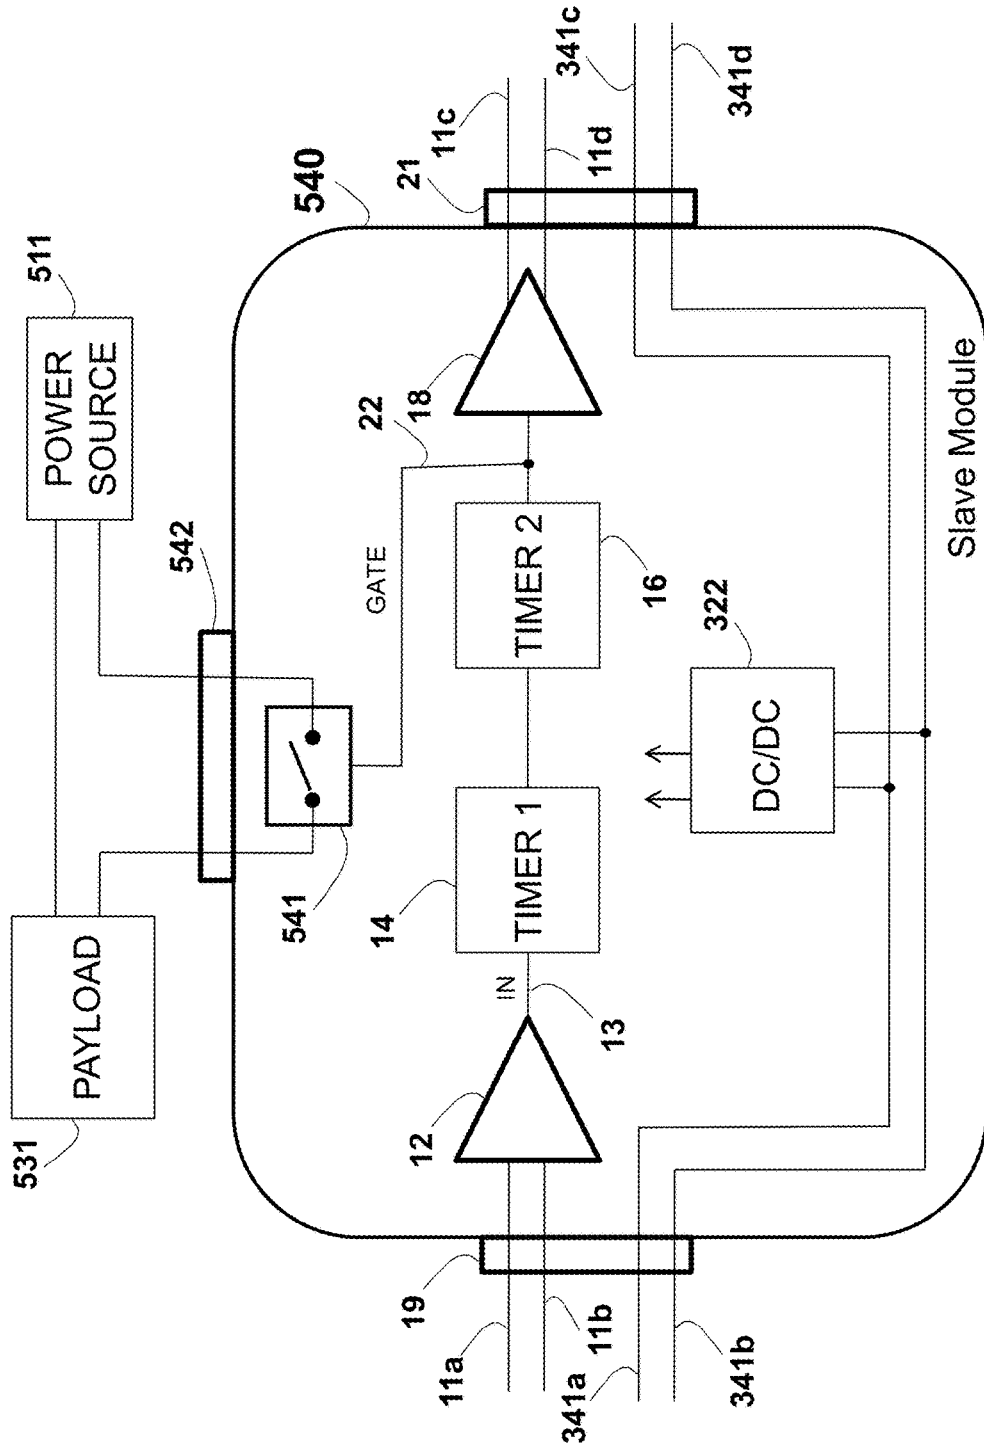 531
PAYLOAD
POWER
SOURCE
511
542
540
541
GATE
22
21
11c
11d
341c
341d
12
IN
13
14
TIMER 1
TIMER 2
16
18
19
11a
11b
341a
341b
DC/DC
322
Slave Module